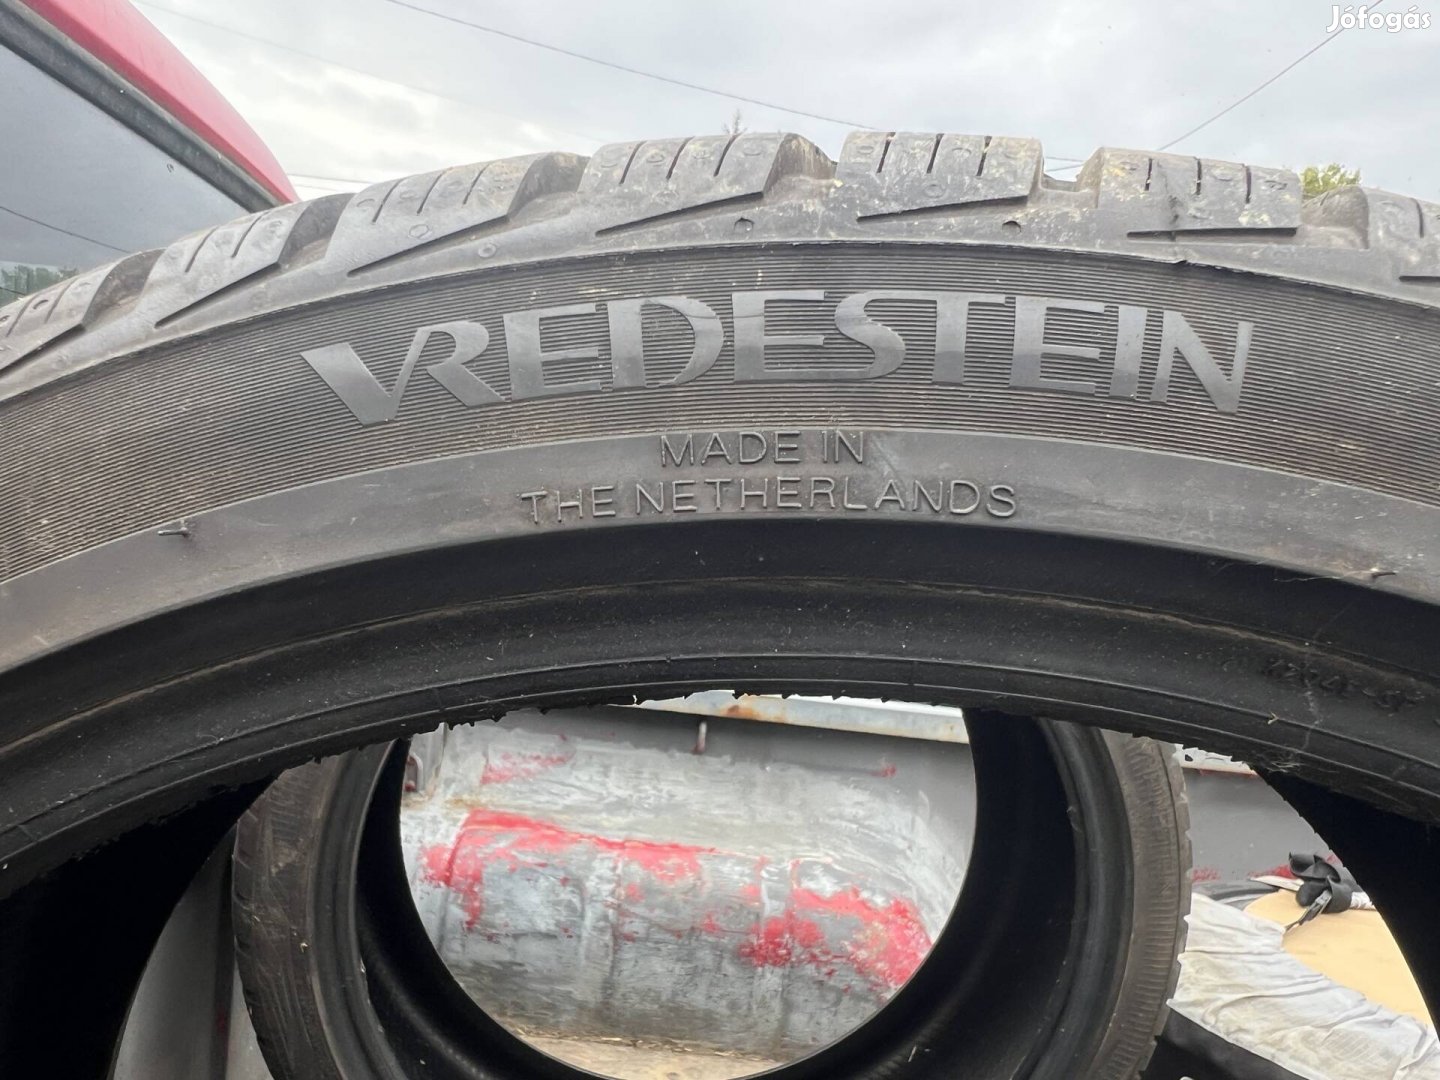 Jófogás
VREDESTEIN
MADE IN
THE NETHERLANDS